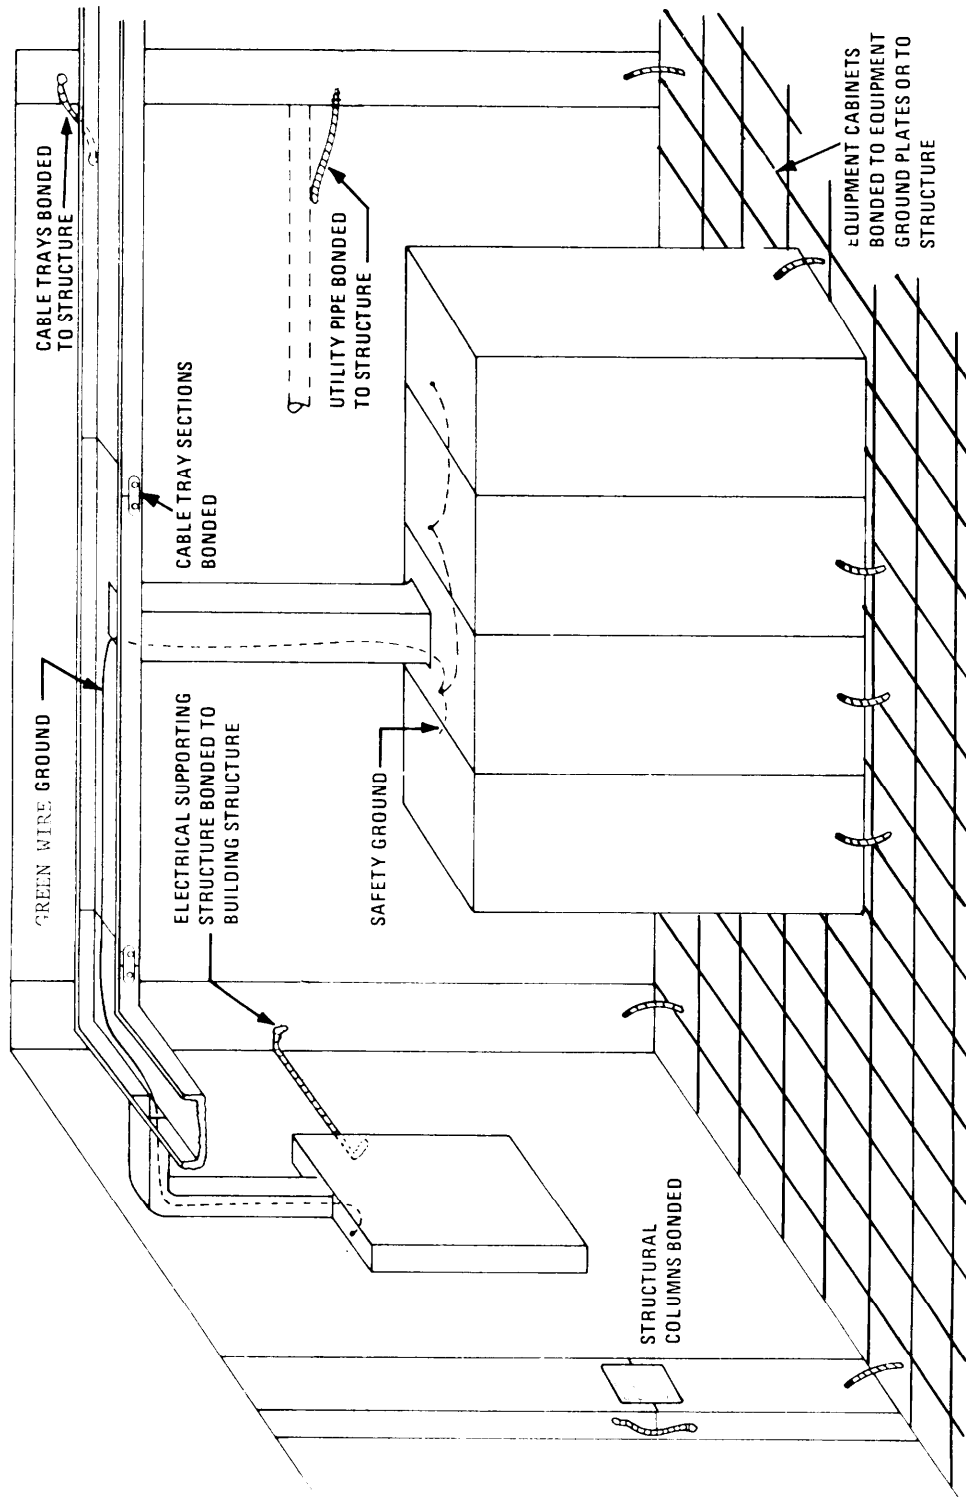 CABLE TRAYS BONDED
TO STRUCTURE
GREEN WIRE GROUND
CABLE TRAY SECTIONS
BONDED
ELECTRICAL SUPPORTING
STRUCTURE BONDED TO
BUILDING STRUCTURE
UTILITY PIPE BONDED
TO STRUCTURE
SAFETY GROUND
STRUCTURAL
COLUMNS BONDED
EQUIPMENT CABINETS
BONDED TO EQUIPMENT
GROUND PLATES OR TO
STRUCTURE